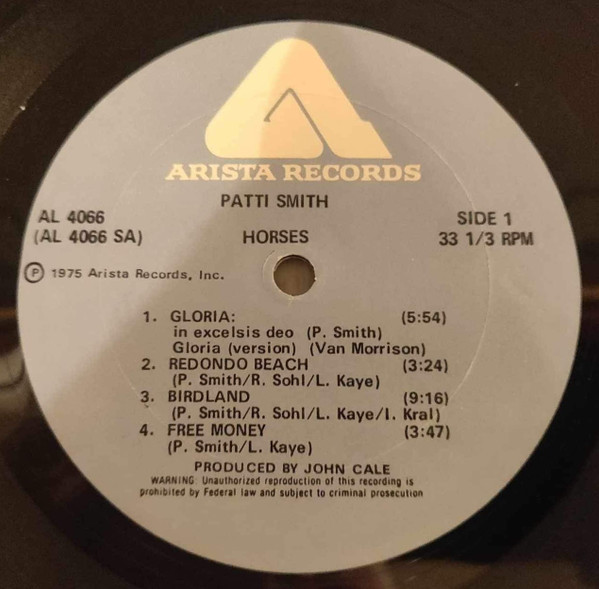 ARISTA RECORDS
PATTI SMITH
AL 4066
SIDE 1
(AL 4066 SA)
HORSES
33 1/3 RPM
Ⓟ 1975 Arista Records, Inc.
1. GLORIA: (5:54)
in excelsis deo (P. Smith)
Gloria (version) (Van Morrison)
2. REDONDO BEACH (3:24)
(P. Smith/R. Sohl/L. Kaye)
3. BIRDLAND (9:16)
(P. Smith/R. Sohl/L. Kaye/I. Kral)
4. FREE MONEY (3:47)
(P. Smith/L. Kaye)
PRODUCED BY JOHN CALE
WARNING: Unauthorized reproduction of this recording is
prohibited by Federal law and subject to criminal prosecution